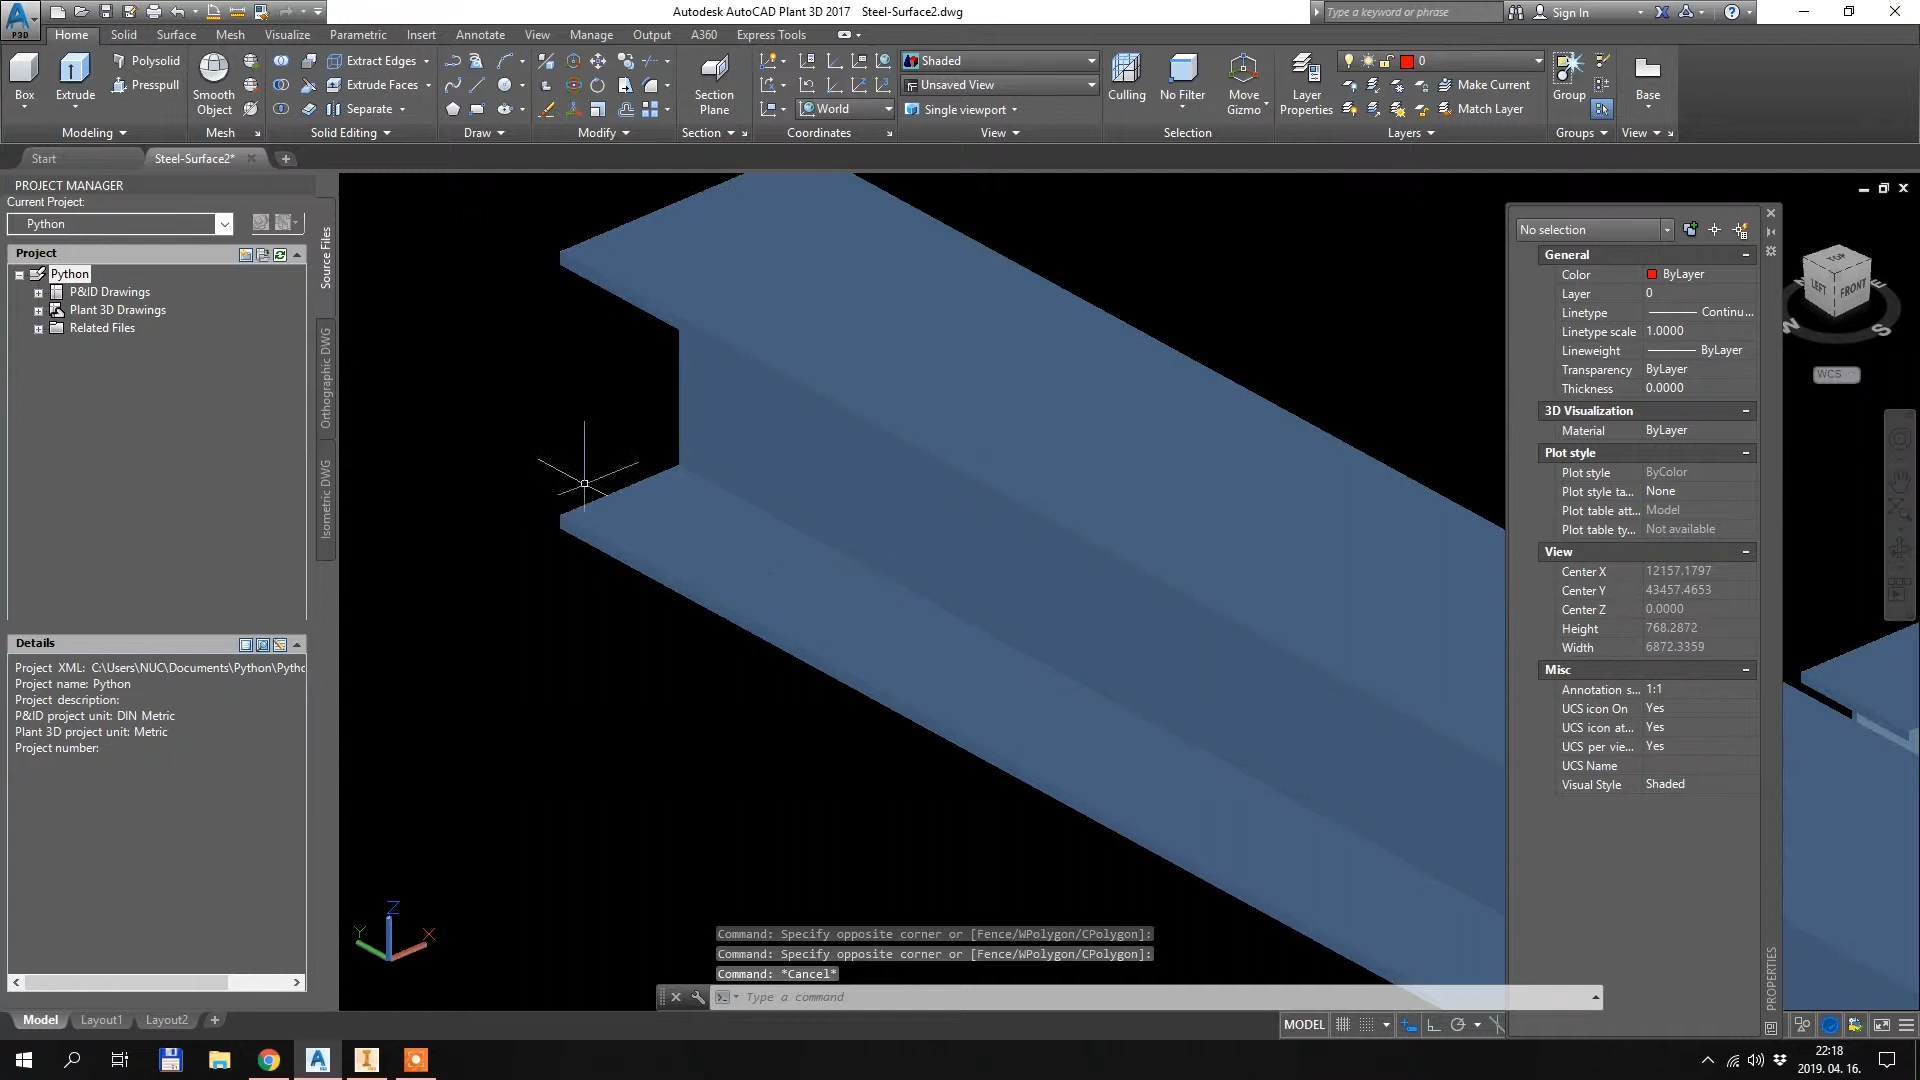 Autodesk AutoCAD Plant 3D 2017 Steel-Surface2.dwg
Type a keyword or phrase
Sign In
P3D
Home Solid Surface Mesh Visualize Parametric Insert Annotate View Manage Output A360 Express Tools
Box
Extrude
Polysolid
Presspull
Modeling
Smooth
Object
Mesh
Extract Edges
Extrude Faces
Separate
Solid Editing
Draw
Modify
Section
Plane
Section
World
Coordinates
Shaded
Unsaved View
Single viewport
View
Culling
No Filter
Move
Gizmo
Selection
Layer
Properties
0
Make Current
Match Layer
Layers
Group
Groups
Base
View
Start
Steel-Surface2*
PROJECT MANAGER
Current Project:
Python
Project
Python
P&ID Drawings
Plant 3D Drawings
Related Files
Source Files
Orthographic DWG
Isometric DWG
Details
Project XML: C:\Users\NUC\Documents\Python\Pytho
Project name: Python
Project description:
P&ID project unit: DIN Metric
Plant 3D project unit: Metric
Project number:
No selection
General
Color ByLayer
Layer 0
Linetype Continu...
Linetype scale 1.0000
Lineweight ByLayer
Transparency ByLayer
Thickness 0.0000
3D Visualization
Material ByLayer
Plot style
Plot style ByColor
Plot style ta... None
Plot table att... Model
Plot table ty... Not available
View
Center X 12157.1797
Center Y 43457.4653
Center Z 0.0000
Height 768.2872
Width 6872.3359
Misc
Annotation s... 1:1
UCS icon On Yes
UCS icon at... Yes
UCS per vie... Yes
UCS Name
Visual Style Shaded
PROPERTIES
TOP
LEFT
FRONT
N
E
W
S
WCS
Z
Y
X
Command: Specify opposite corner or [Fence/WPolygon/CPolygon]:
Command: Specify opposite corner or [Fence/WPolygon/CPolygon]:
Command: *Cancel*
Type a command
Model Layout1 Layout2
MODEL
22:18
2019. 04. 16.